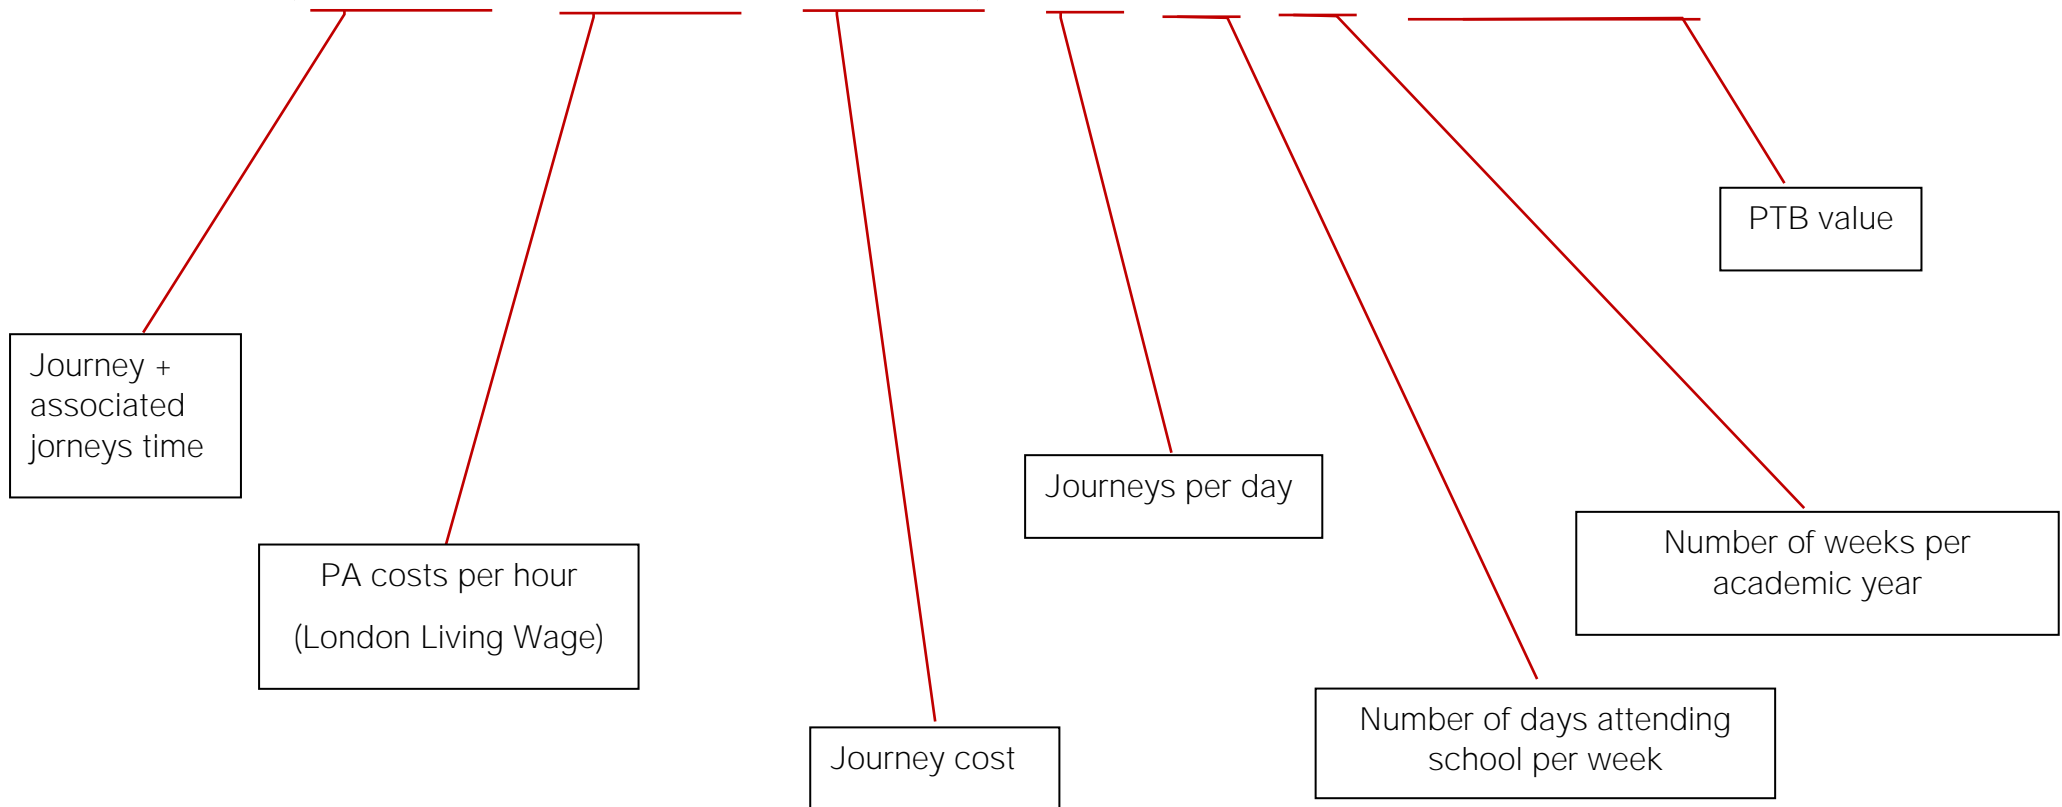 PTB value
Journey +
associated
jorneys time
Journeys per day
Number of weeks per
academic year
PA costs per hour
(London Living Wage)
Number of days attending
school per week
Journey cost